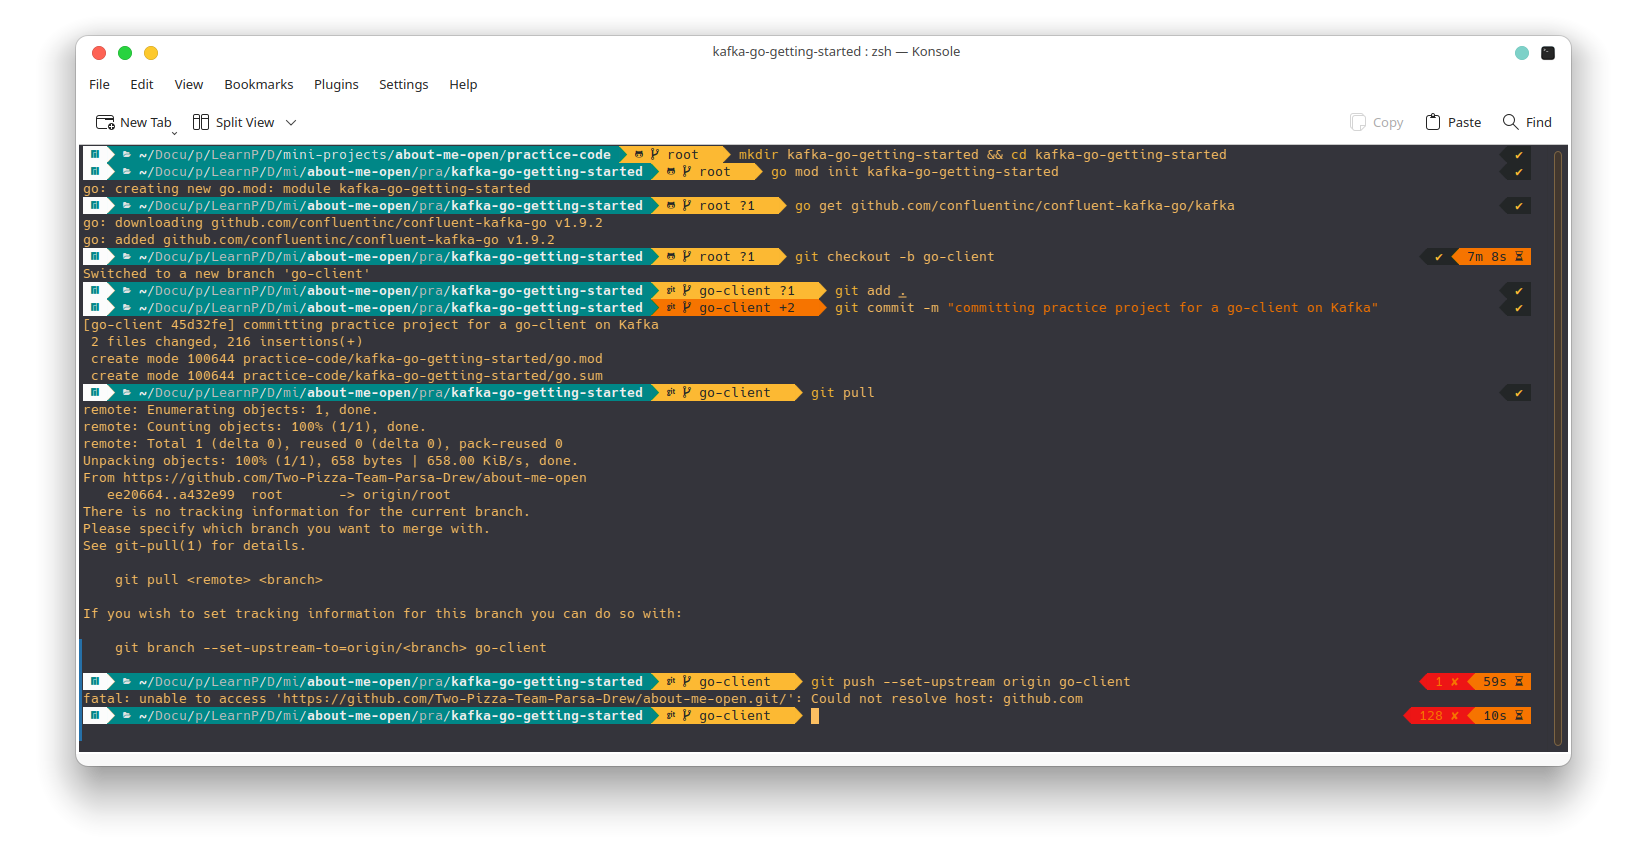 kafka-go-getting-started : zsh — Konsole
File Edit View Bookmarks Plugins Settings Help
New Tab Split View Copy Paste Find
~/Docu/p/LearnP/D/mini-projects/about-me-open/practice-code root mkdir kafka-go-getting-started && cd kafka-go-getting-started ✔
~/Docu/p/LearnP/D/mi/about-me-open/pra/kafka-go-getting-started root go mod init kafka-go-getting-started ✔
go: creating new go.mod: module kafka-go-getting-started
~/Docu/p/LearnP/D/mi/about-me-open/pra/kafka-go-getting-started root ?1 go get github.com/confluentinc/confluent-kafka-go/kafka ✔
go: downloading github.com/confluentinc/confluent-kafka-go v1.9.2
go: added github.com/confluentinc/confluent-kafka-go v1.9.2
~/Docu/p/LearnP/D/mi/about-me-open/pra/kafka-go-getting-started root ?1 git checkout -b go-client ✔ 7m 8s
Switched to a new branch 'go-client'
~/Docu/p/LearnP/D/mi/about-me-open/pra/kafka-go-getting-started git go-client ?1 git add . ✔
~/Docu/p/LearnP/D/mi/about-me-open/pra/kafka-go-getting-started git go-client +2 git commit -m "committing practice project for a go-client on Kafka" ✔
[go-client 45d32fe] committing practice project for a go-client on Kafka
2 files changed, 216 insertions(+)
create mode 100644 practice-code/kafka-go-getting-started/go.mod
create mode 100644 practice-code/kafka-go-getting-started/go.sum
~/Docu/p/LearnP/D/mi/about-me-open/pra/kafka-go-getting-started git go-client git pull ✔
remote: Enumerating objects: 1, done.
remote: Counting objects: 100% (1/1), done.
remote: Total 1 (delta 0), reused 0 (delta 0), pack-reused 0
Unpacking objects: 100% (1/1), 658 bytes | 658.00 KiB/s, done.
From https://github.com/Two-Pizza-Team-Parsa-Drew/about-me-open
ee20664..a432e99 root -> origin/root
There is no tracking information for the current branch.
Please specify which branch you want to merge with.
See git-pull(1) for details.
git pull <remote> <branch>
If you wish to set tracking information for this branch you can do so with:
git branch --set-upstream-to=origin/<branch> go-client
~/Docu/p/LearnP/D/mi/about-me-open/pra/kafka-go-getting-started git go-client git push --set-upstream origin go-client 1 ✘ 59s
fatal: unable to access 'https://github.com/Two-Pizza-Team-Parsa-Drew/about-me-open.git/': Could not resolve host: github.com
~/Docu/p/LearnP/D/mi/about-me-open/pra/kafka-go-getting-started git go-client 128 ✘ 10s